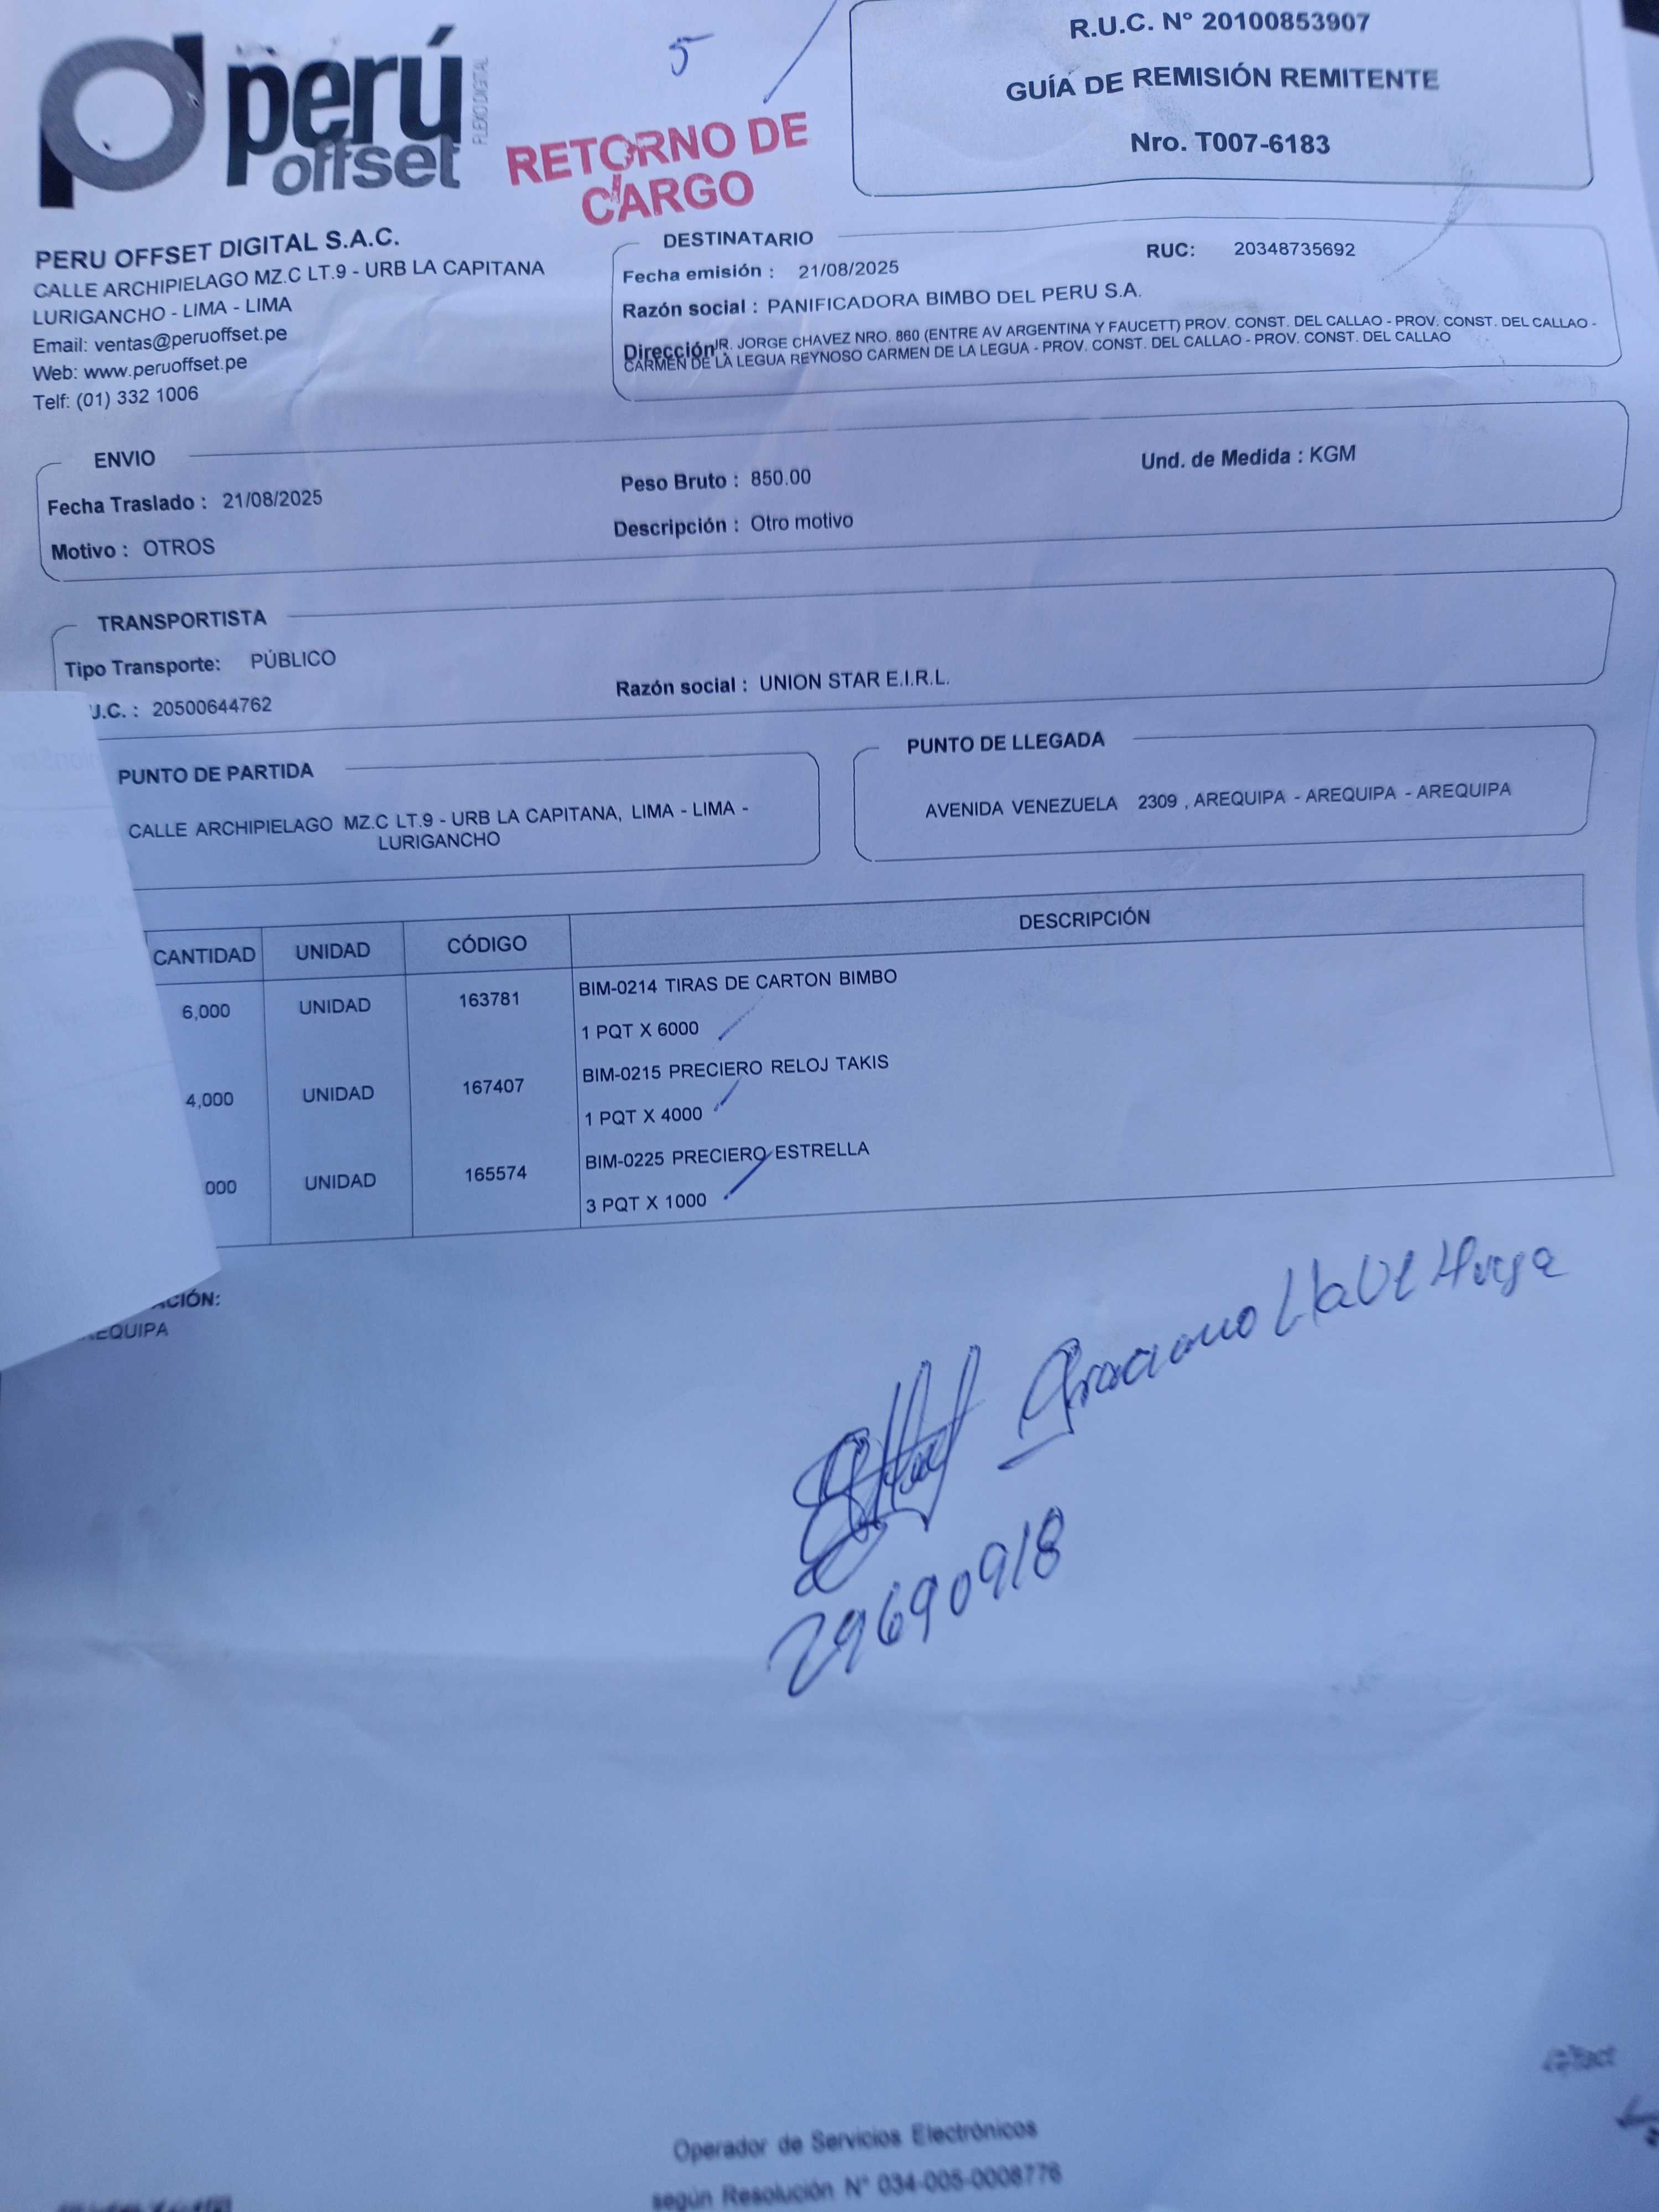 5
R.U.C. N° 20100853907
GUÍA DE REMISIÓN REMITENTE
Nro. T007-6183
perú
offset
FLEXO DIGITAL
RETORNO DE
CARGO
PERU OFFSET DIGITAL S.A.C.
CALLE ARCHIPIELAGO MZ.C LT.9 - URB LA CAPITANA
LURIGANCHO - LIMA - LIMA
Email: ventas@peruoffset.pe
Web: www.peruoffset.pe
Telf: (01) 332 1006
DESTINATARIO
Fecha emisión : 21/08/2025 RUC: 20348735692
Razón social : PANIFICADORA BIMBO DEL PERU S.A.
Dirección JR. JORGE CHAVEZ NRO. 860 (ENTRE AV ARGENTINA Y FAUCETT) PROV. CONST. DEL CALLAO - PROV. CONST. DEL CALLAO -
CARMEN DE LA LEGUA REYNOSO CARMEN DE LA LEGUA - PROV. CONST. DEL CALLAO - PROV. CONST. DEL CALLAO
ENVIO
Fecha Traslado : 21/08/2025 Peso Bruto : 850.00 Und. de Medida : KGM
Motivo : OTROS Descripción : Otro motivo
TRANSPORTISTA
Tipo Transporte: PÚBLICO
U.C. : 20500644762 Razón social : UNION STAR E.I.R.L.
PUNTO DE PARTIDA
CALLE ARCHIPIELAGO MZ.C LT.9 - URB LA CAPITANA, LIMA - LIMA -
LURIGANCHO
PUNTO DE LLEGADA
AVENIDA VENEZUELA 2309 , AREQUIPA - AREQUIPA - AREQUIPA
CANTIDAD UNIDAD CÓDIGO DESCRIPCIÓN
6,000 UNIDAD 163781 BIM-0214 TIRAS DE CARTON BIMBO
1 PQT X 6000
4,000 UNIDAD 167407 BIM-0215 PRECIERO RELOJ TAKIS
1 PQT X 4000
000 UNIDAD 165574 BIM-0225 PRECIERO ESTRELLA
3 PQT X 1000
ACIÓN:
EQUIPA
Graciano
29690918
Operador de Servicios Electrónicos
según Resolución N° 034-005-0008776